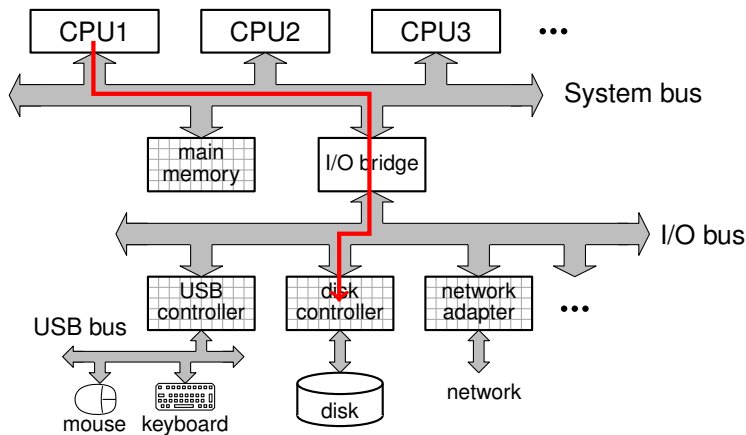 CPU1
CPU2
CPU3
...
System bus
main
memory
I/O bridge
I/O bus
USB
controller
disk
controller
network
adapter
...
USB bus
mouse
keyboard
disk
network